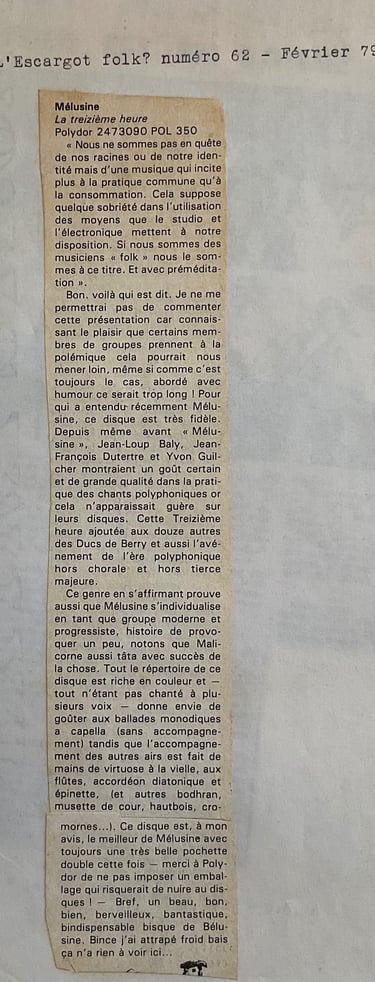 L'Escargot folk? numéro 62 - Février 79
Mélusine
La treizième heure
Polydor 2473090 POL 350
« Nous ne sommes pas en quête
de nos racines ou de notre iden-
tité mais d'une musique qui incite
plus à la pratique commune qu'à
la consommation. Cela suppose
quelque sobriété dans l'utilisation
des moyens que le studio et
l'électronique mettent à notre
disposition. Si nous sommes des
musiciens « folk » nous le som-
mes à ce titre. Et avec prémédita-
tion ».
Bon, voilà qui est dit. Je ne me
permettrai pas de commenter
cette présentation car connais-
sant le plaisir que certains mem-
bres de groupes prennent à la
polémique cela pourrait nous
mener loin, même si comme c'est
toujours le cas, abordé avec
humour ce serait trop long ! Pour
qui a entendu récemment Mélu-
sine, ce disque est très fidèle.
Depuis même avant « Mélu-
sine », Jean-Loup Baly, Jean-
François Dutertre et Yvon Guil-
cher montraient un goût certain
et de grande qualité dans la prati-
que des chants polyphoniques or
cela n'apparaissait guère sur
leurs disques. Cette Treizième
heure ajoutée aux douze autres
des Ducs de Berry et aussi l'avé-
nement de l'ère polyphonique
hors chorale et hors tierce
majeure.
Ce genre en s'affirmant prouve
aussi que Mélusine s'individualise
en tant que groupe moderne et
progressiste, histoire de provo-
quer un peu, notons que Mali-
corne aussi tâta avec succès de
la chose. Tout le répertoire de ce
disque est riche en couleur et —
tout n'étant pas chanté à plu-
sieurs voix — donne envie de
goûter aux ballades monodiques
a capella (sans accompagne-
ment) tandis que l'accompagne-
ment des autres airs est fait de
mains de virtuose à la vielle, aux
flûtes, accordéon diatonique et
épinette, (et autres bodhran,
musette de cour, hautbois, cro-
mornes...). Ce disque est, à mon
avis, le meilleur de Mélusine avec
toujours une très belle pochette
double cette fois — merci à Poly-
dor de ne pas imposer un embal-
lage qui risquerait de nuire au dis-
ques ! — Bref, un beau, bon,
bien, berveilleux, bantastique,
bindispensable bisque de Bélu-
sine. Bince j'ai attrapé froid bais
ça n'a rien à voir ici...